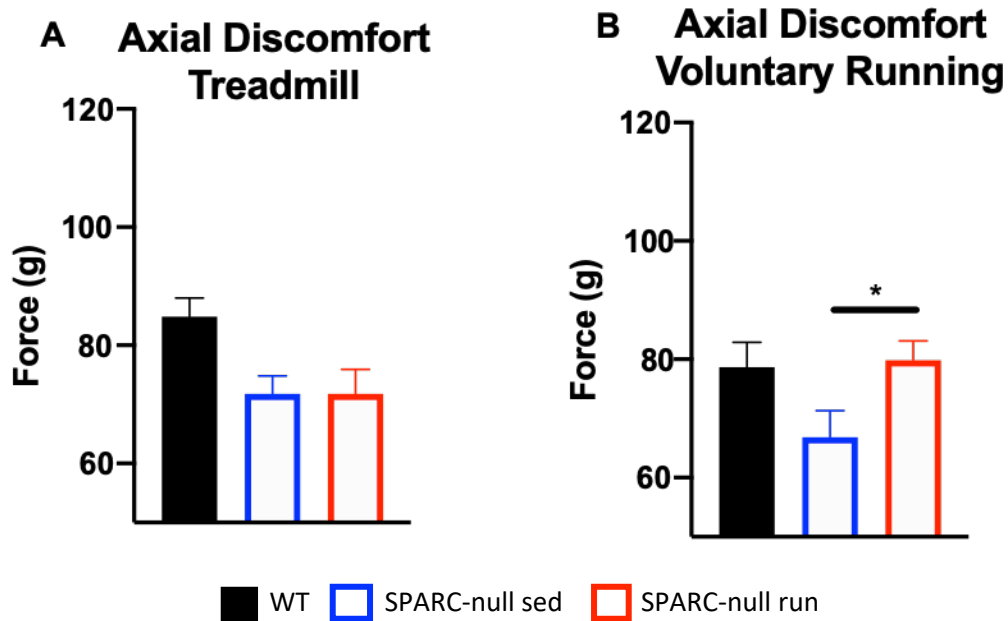 A Axial Discomfort
Treadmill
120
100
80
60
Force (g)
B Axial Discomfort
Voluntary Running
120
100
80
60
Force (g)
*
WT SPARC-null sed SPARC-null run